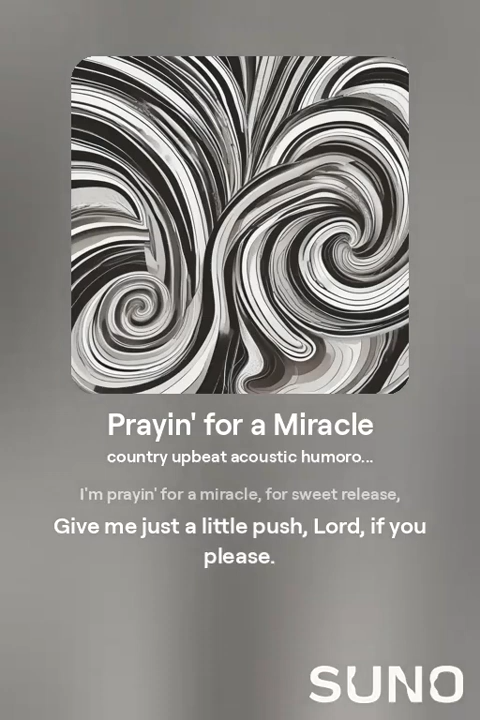 Prayin' for a Miracle
country upbeat acoustic humoro...
I'm prayin' for a miracle, for sweet release,
Give me just a little push, Lord, if you
please.
SUNO